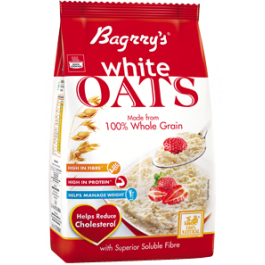 Bagrry's
white
OATS
Made from
100% Whole Grain
HIGH IN FIBRE
HIGH IN PROTEIN
HELPS MANAGE WEIGHT
Helps Reduce
Cholesterol
with Superior Soluble Fibre